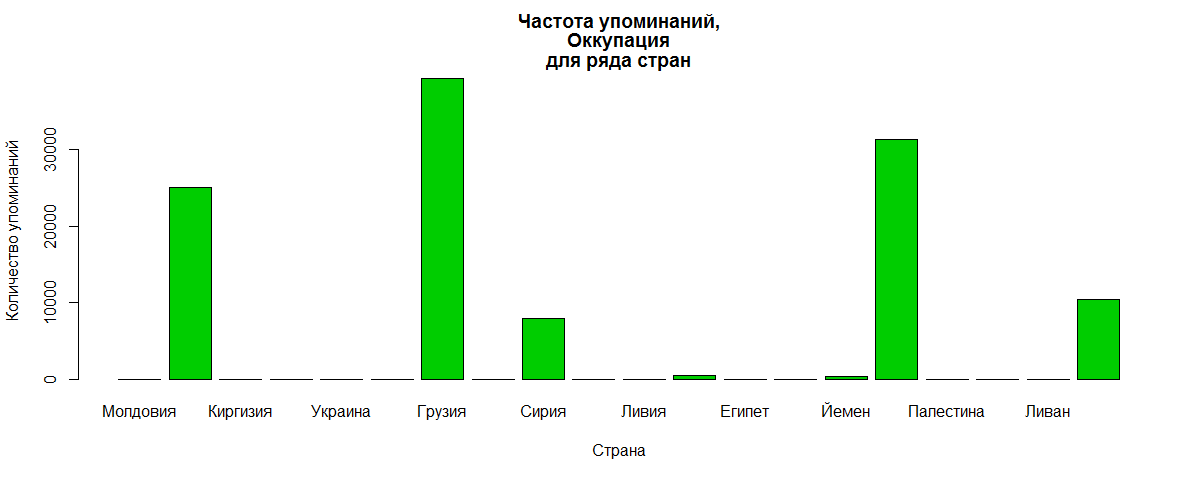 Частота упоминаний,
Оккупация
для ряда стран
Количество упоминаний
30000
20000
10000
0
Молдовия Киргизия Украина Грузия Сирия Ливия Египет Йемен Палестина Ливан
Страна